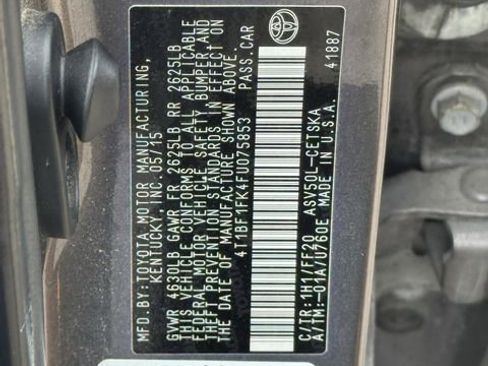 MFD.BY:TOYOTA MOTOR MANUFACTURING,
KENTUCKY, INC. 05/15
GVWR 4630LB GAWR FR 2625LB RR 2625LB
THIS VEHICLE CONFORMS TO ALL APPLICABLE
FEDERAL MOTOR VEHICLE SAFETY, BUMPER, AND
THEFT PREVENTION STANDARDS IN EFFECT ON
THE DATE OF MANUFACTURE SHOWN ABOVE.
4T1BF1FK4FU075853 PASS.CAR
C/TR:1H1/FF20 ASV50L-CETSKA
A/TM:-01A/U760E MADE IN U.S.A.
41887